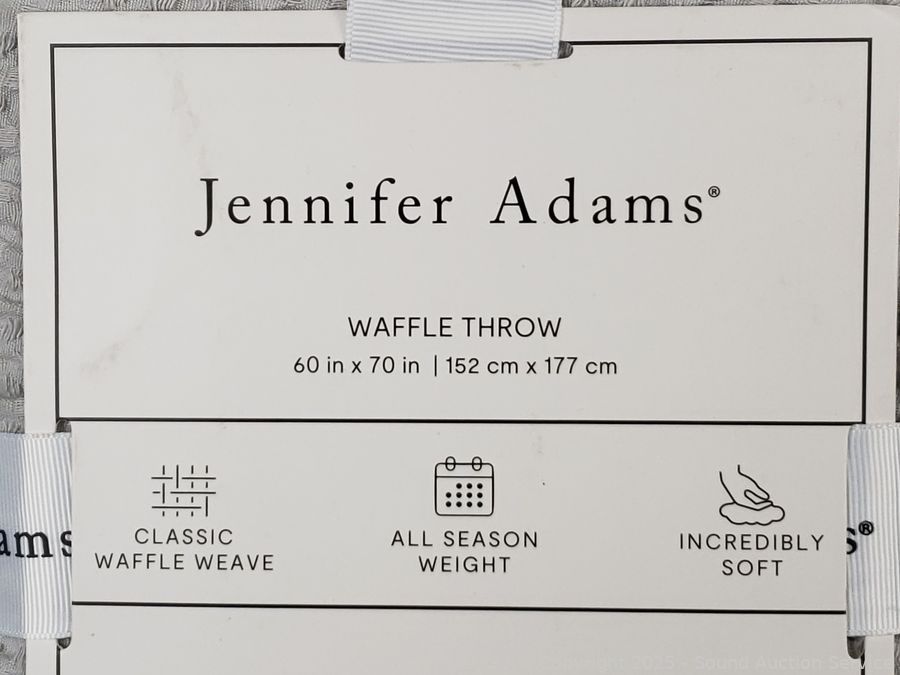 Jennifer Adams®
WAFFLE THROW
60 in x 70 in | 152 cm x 177 cm
CLASSIC
WAFFLE WEAVE
ALL SEASON
WEIGHT
INCREDIBLY
SOFT
ams
s®
Copyright 2025 - Sound Auction Service